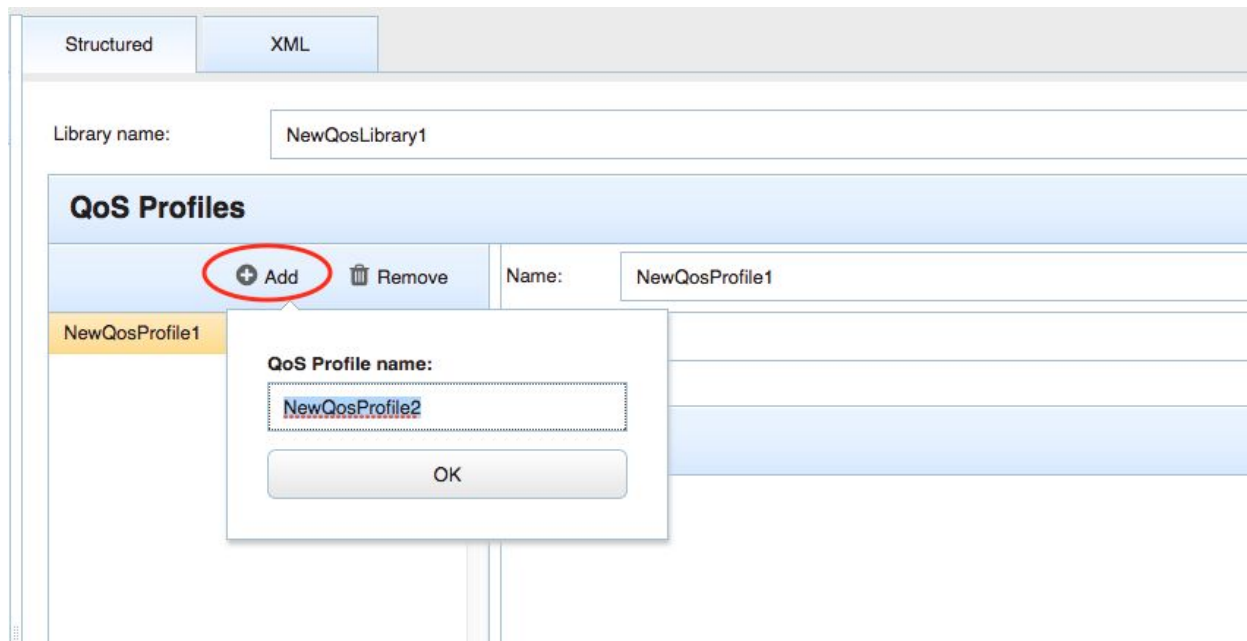 Structured XML
Library name: NewQosLibrary1
QoS Profiles
Add Remove Name: NewQosProfile1
NewQosProfile1
QoS Profile name:
NewQosProfile2
OK